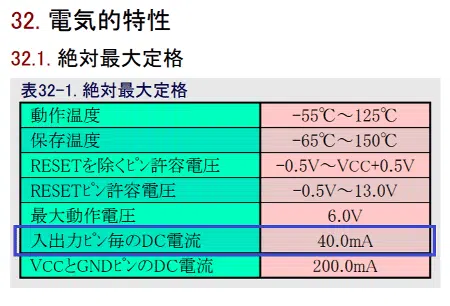 32. 電気的特性
32.1. 絶対最大定格
表32-1. 絶対最大定格
動作温度 -55℃～125℃
保存温度 -65℃～150℃
RESETを除くピン許容電圧 -0.5V～VCC+0.5V
RESETピン許容電圧 -0.5V～13.0V
最大動作電圧 6.0V
入出力ピン毎のDC電流 40.0mA
VCCとGNDピンのDC電流 200.0mA